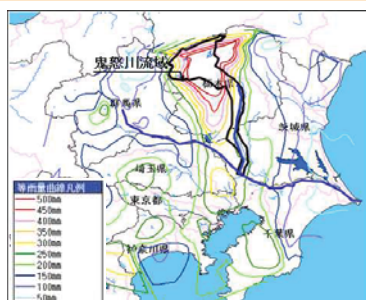 鬼怒川流域
栃木県
群馬県
茨城県
埼玉県
東京都
千葉県
神奈川県
等雨量曲線凡例
500mm
450mm
400mm
350mm
300mm
250mm
200mm
150mm
100mm
50mm